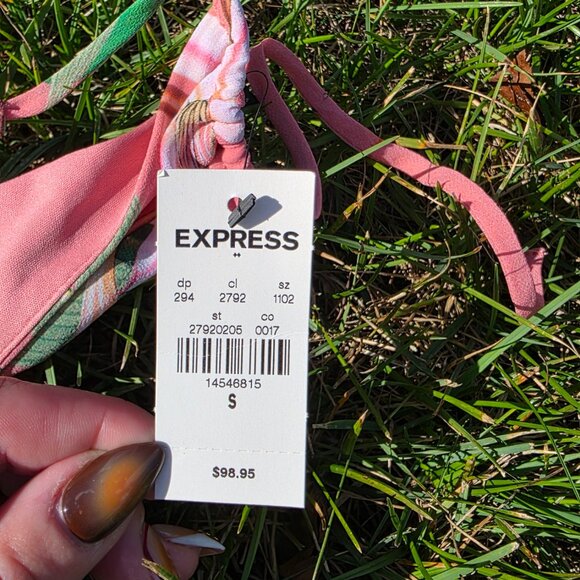 EXPRESS
dp cl sz
294 2792 1102
st co
27920205 0017
14546815
S
$98.95